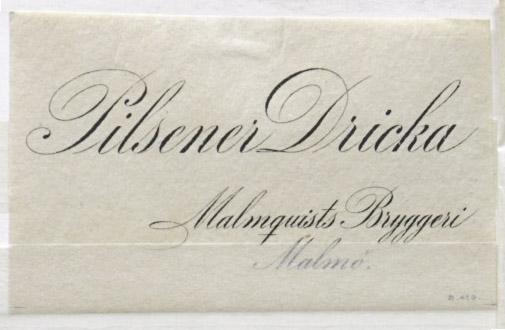 Pilsener Dricka
Malmquists Bryggeri
Malmö.